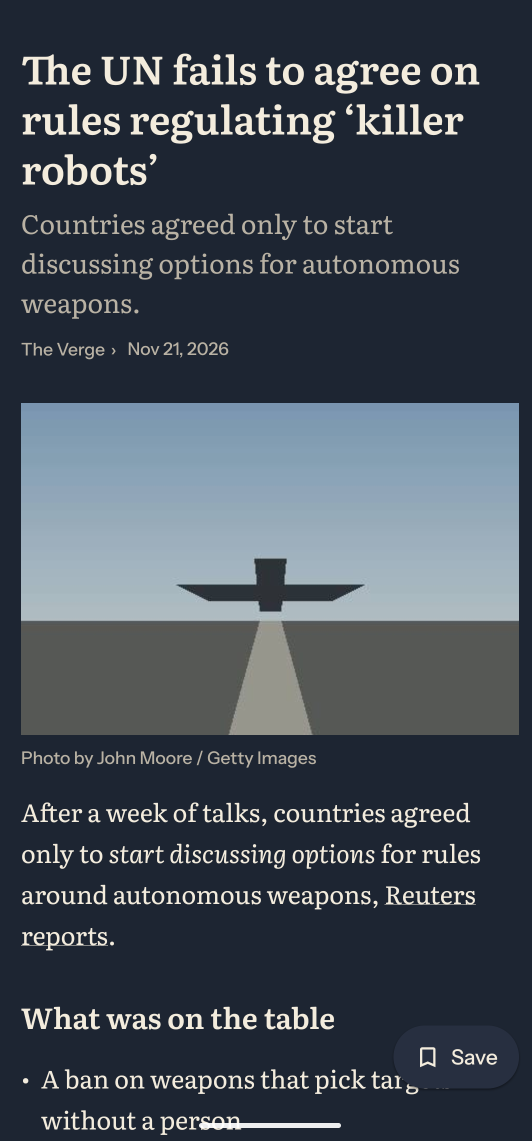 The UN fails to agree on
rules regulating ‘killer
robots’
Countries agreed only to start
discussing options for autonomous
weapons.
The Verge › Nov 21, 2026
Photo by John Moore / Getty Images
After a week of talks, countries agreed
only to start discussing options for rules
around autonomous weapons, Reuters
reports.
What was on the table
Save
• A ban on weapons that pick
without a person